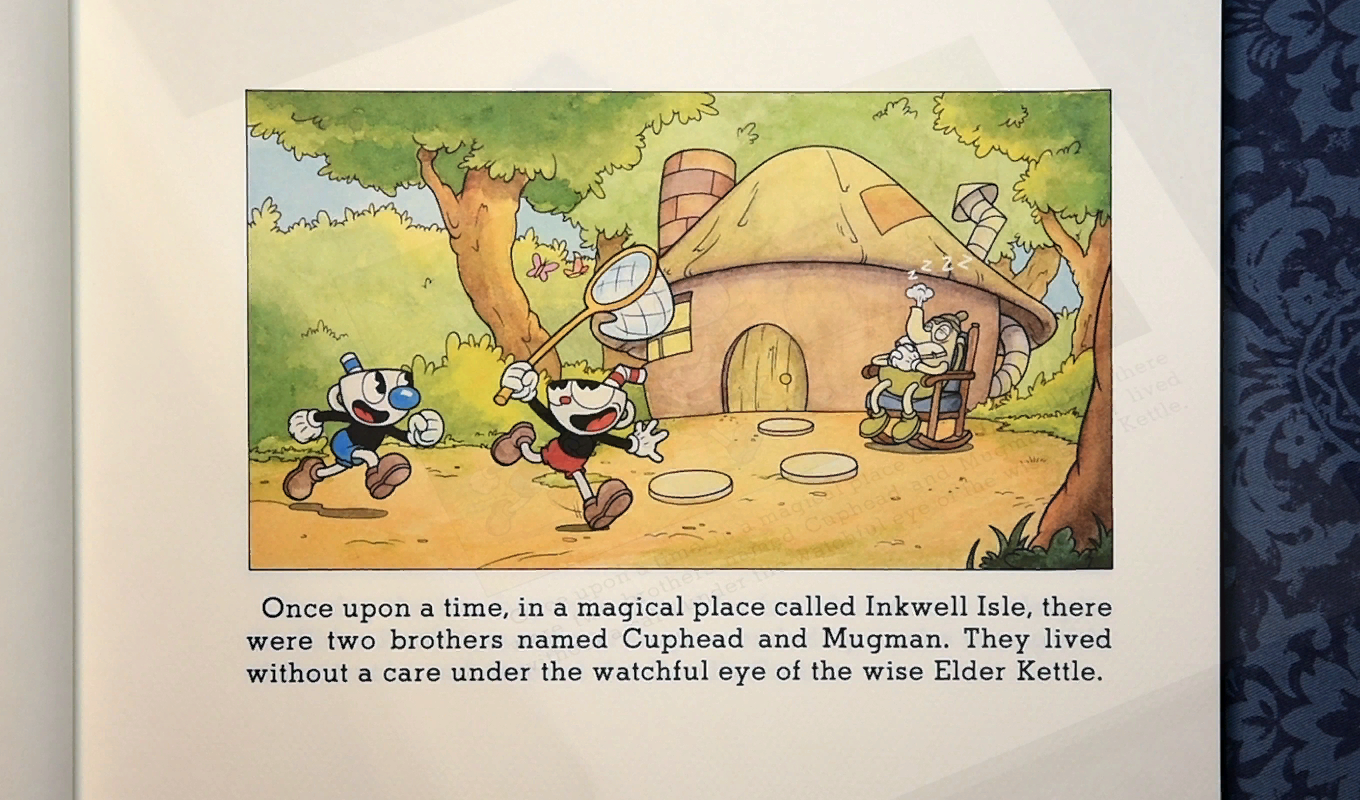 z z z z
Once upon a time, in a magical place called Inkwell Isle, there
were two brothers named Cuphead and Mugman. They lived
without a care under the watchful eye of the wise Elder Kettle.